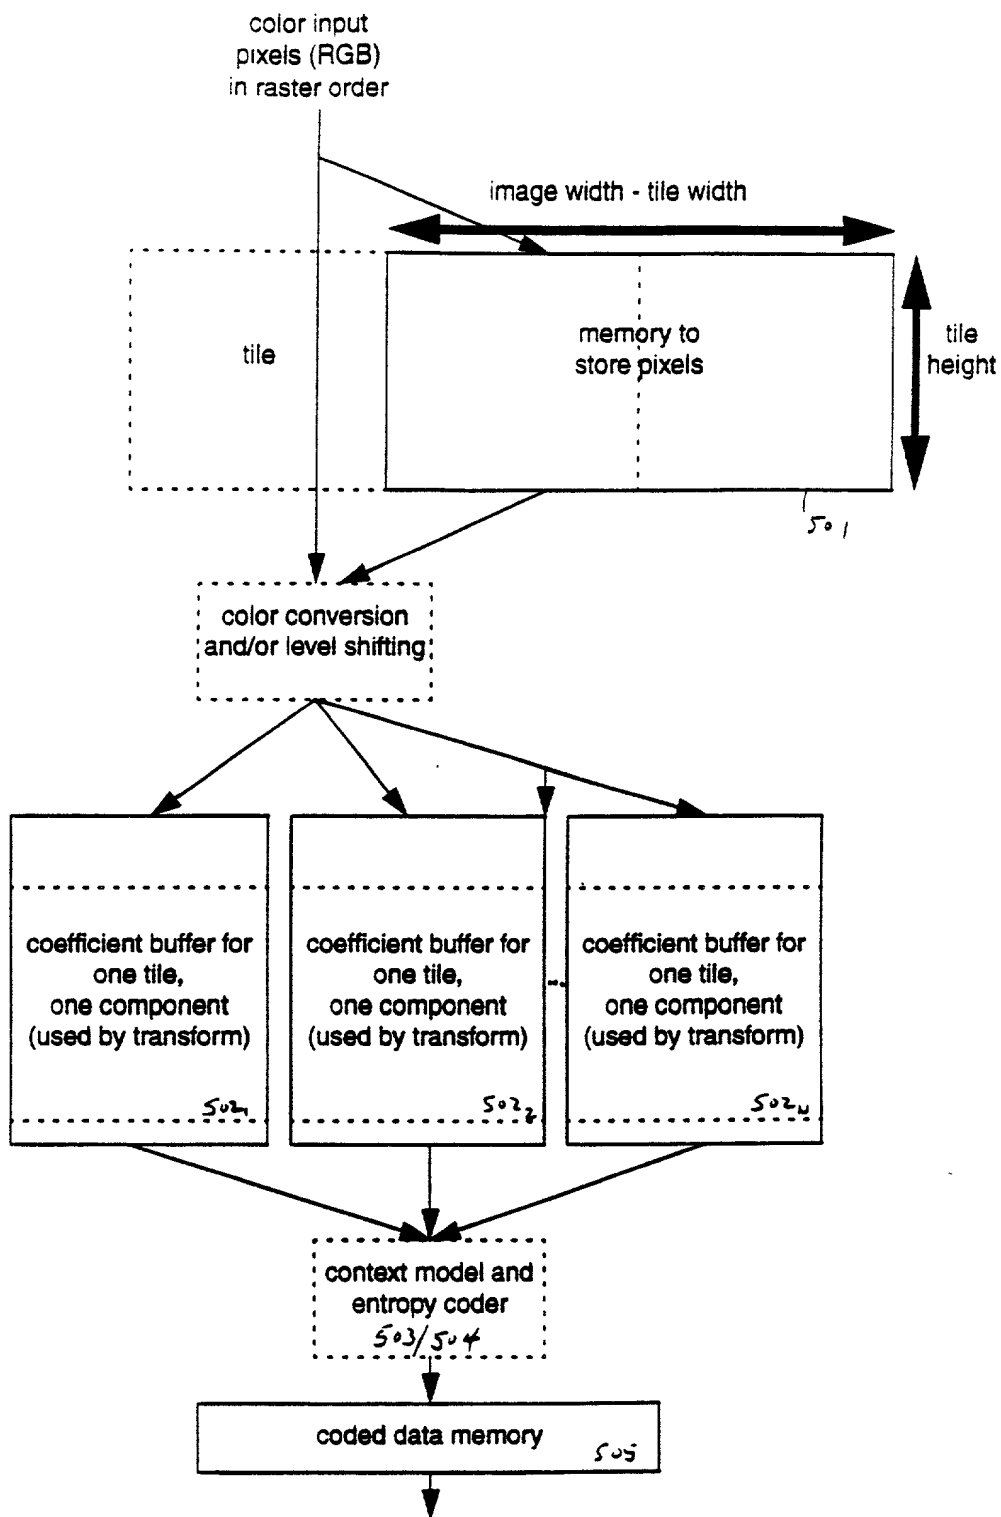 color input
pixels (RGB)
in raster order
image width - tile width
tile
memory to
store pixels
tile
height
501
color conversion
and/or level shifting
coefficient buffer for
one tile,
one component
(used by transform)
502₁
coefficient buffer for
one tile,
one component
(used by transform)
502₂
...
coefficient buffer for
one tile,
one component
(used by transform)
502N
context model and
entropy coder
503/504
coded data memory
505